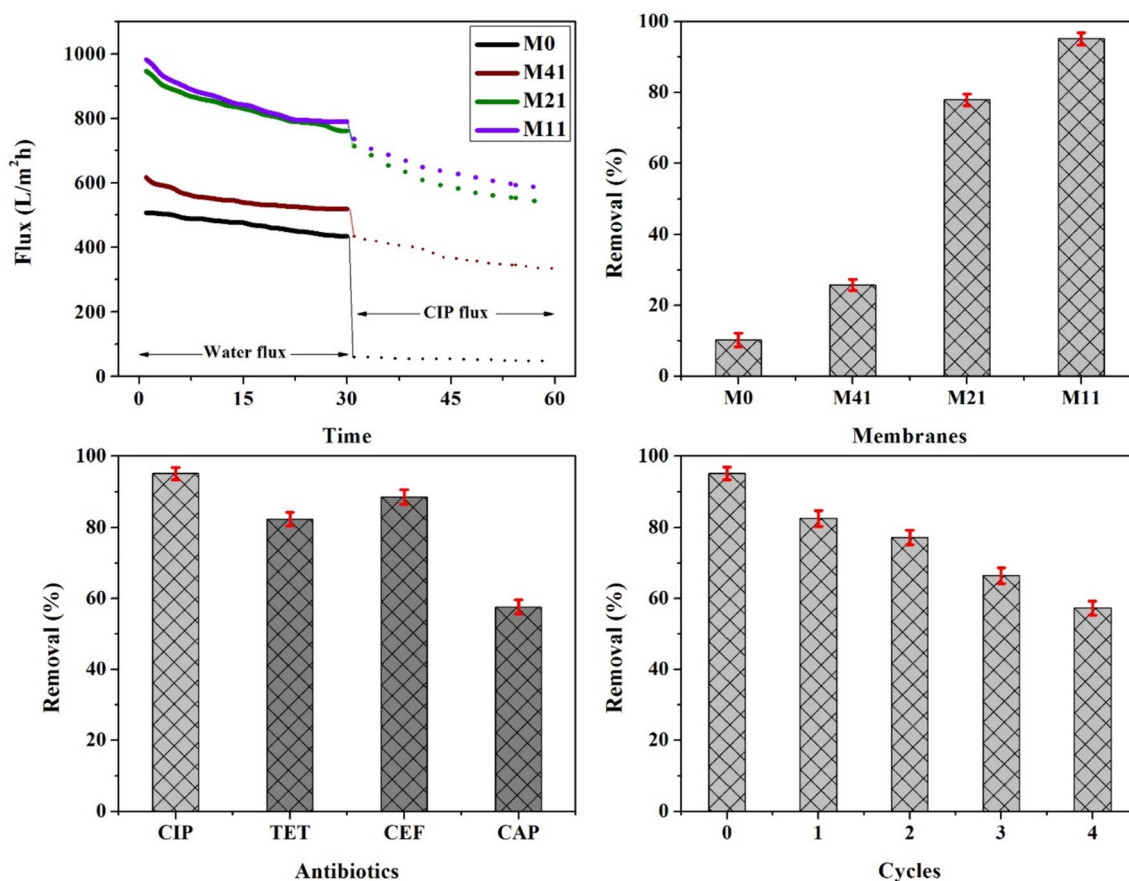 Flux (L/m²h)
1000
800
600
400
200
0
M0
M41
M21
M11
Water flux
CIP flux
0 15 30 45 60
Time
Removal (%)
100
80
60
40
20
0
M0 M41 M21 M11
Membranes
Removal (%)
100
80
60
40
20
0
CIP TET CEF CAP
Antibiotics
Removal (%)
100
80
60
40
20
0
0 1 2 3 4
Cycles